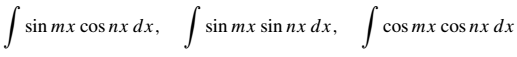 ∫ sin mx cos nx dx, ∫ sin mx sin nx dx, ∫ cos mx cos nx dx